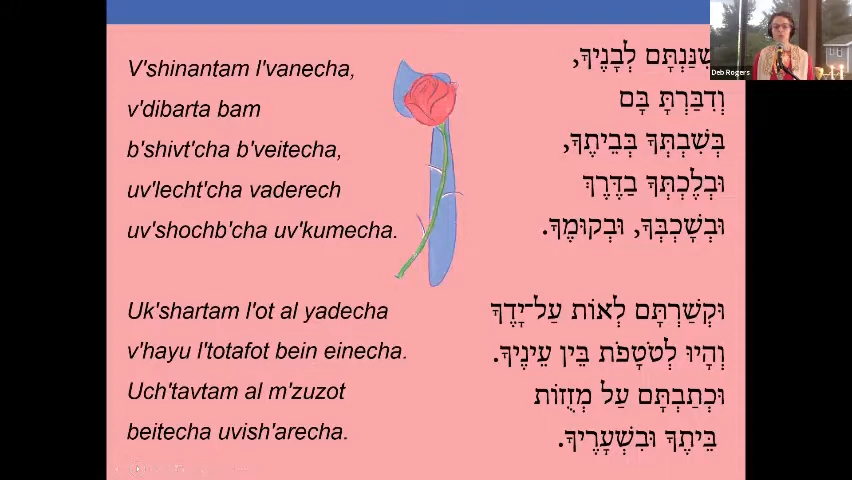 V'shinantam l'vanecha,
v'dibarta bam
b'shivt'cha b'veitecha,
uv'lecht'cha vaderech
uv'shochb'cha uv'kumecha.
Uk'shartam l'ot al yadecha
v'hayu l'totafot bein einecha.
Uch'tavtam al m'zuzot
beitecha uvish'arecha.
לְבָנֶיךָ,
וְדִבַּרְתָּ בָּם
בְּשִׁבְתְּךָ בְּבֵיתֶךָ,
וּבְלֶכְתְּךָ בַדֶּרֶךְ
וּבְשָׁכְבְּךָ, וּבְקוּמֶךָ.
וּקְשַׁרְתָּם לְאוֹת עַל־יָדֶךָ
וְהָיוּ לְטֹטָפֹת בֵּין עֵינֶיךָ.
וּכְתַבְתָּם עַל מְזֻזוֹת
בֵּיתֶךָ וּבִשְׁעָרֶיךָ.
Deb Rogers